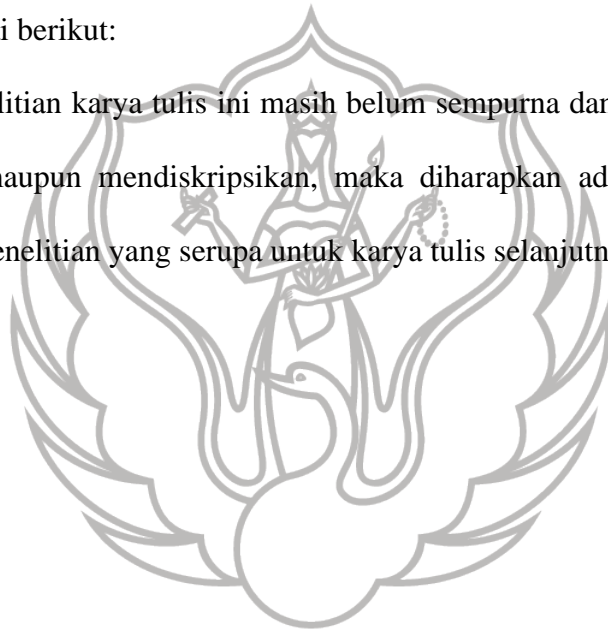 i berikut:
litian karya tulis ini masih belum sempurna dan
naupun mendiskripsikan, maka diharapkan ad
enelitian yang serupa untuk karya tulis selanjutn